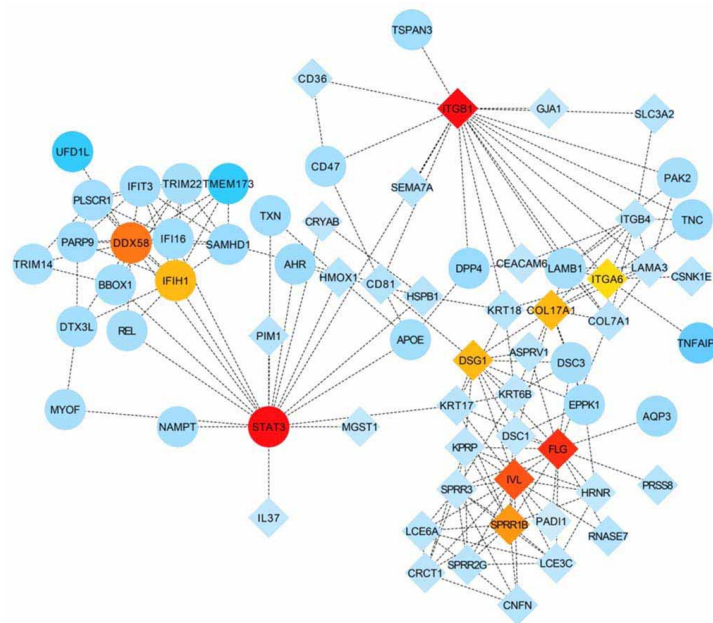 TSPAN3
CD36
ITGB1
GJA1
SLC3A2
UFD1L
CD47
IFIT3
TRIM22
TMEM173
SEMA7A
PAK2
PLSCR1
TXN
CRYAB
ITGB4
TNC
PARP9
DDX58
IFI16
SAMHD1
TRIM14
AHR
HMOX1
CD81
DPP4
CEACAM6
LAMB1
LAMA3
CSNK1E
BBOX1
IFIH1
HSPB1
ITGA6
KRT18
COL17A1
COL7A1
DTX3L
REL
PIM1
APOE
TNFAIP
DSG1
ASPRV1
DSC3
KRT6B
MYOF
NAMPT
STAT3
MGST1
KRT17
EPPK1
AQP3
DSC1
KPRP
FLG
SPRR3
IVL
HRNR
PRSS8
IL37
LCE6A
SPRR1B
PADI1
RNASE7
CRCT1
SPRR2G
LCE3C
CNFN